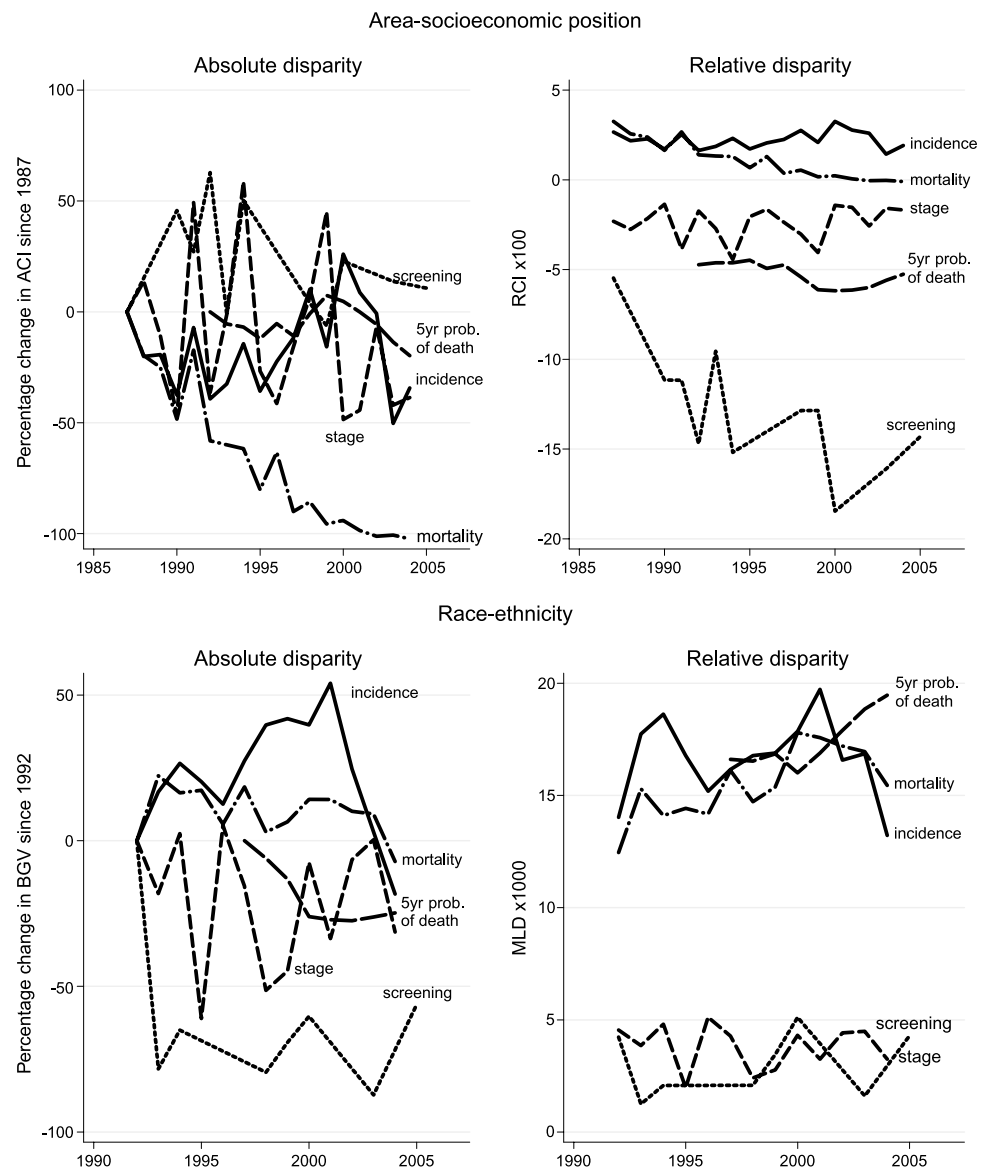 Area-socioeconomic position
Absolute disparity
Percentage change in ACI since 1987
100
50
0
-50
-100
1985
1990
1995
2000
2005
screening
5yr prob.
of death
incidence
stage
mortality
Relative disparity
RCI x100
5
0
-5
-10
-15
-20
1985
1990
1995
2000
2005
incidence
mortality
stage
5yr prob.
of death
screening
Race-ethnicity
Absolute disparity
Percentage change in BGV since 1992
50
0
-50
-100
1990
1995
2000
2005
incidence
mortality
5yr prob.
of death
stage
screening
Relative disparity
MLD x1000
20
15
10
5
0
1990
1995
2000
2005
5yr prob.
of death
mortality
incidence
screening
stage